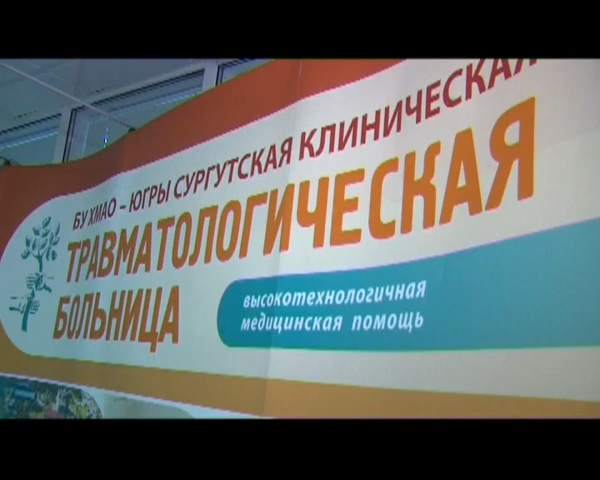 БУ ХМАО – ЮГРЫ СУРГУТСКАЯ КЛИНИЧЕСКАЯ
ТРАВМАТОЛОГИЧЕСКАЯ
БОЛЬНИЦА
высокотехнологичная
медицинская помощь